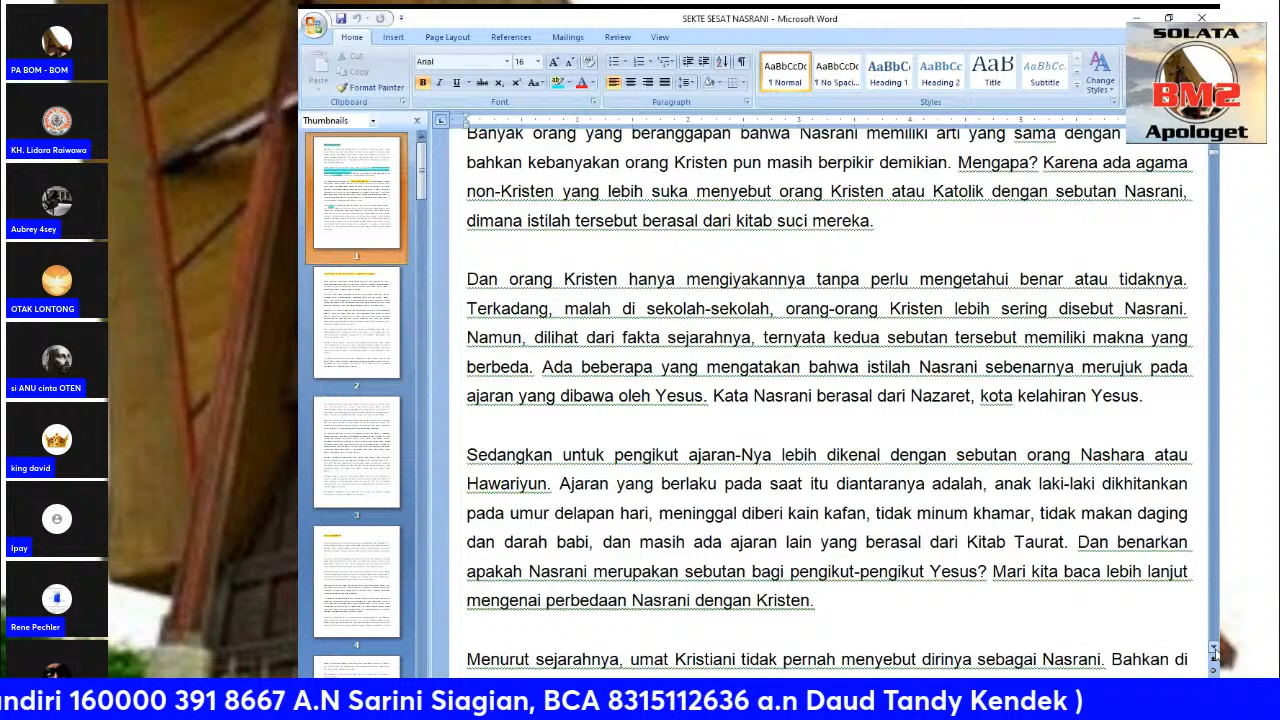 SEKTE SESAT NASRANI - Microsoft Word
Home Insert Page Layout References Mailings Review View
Cut
Copy
Format Painter
Paste
Clipboard
Arial 16
Font
Paragraph
AaBbCcDc AaBbCcDc AaBbC AaBbCc AaB AaBbCc.
¶ Normal ¶ No Spaci... Heading 1 Heading 2 Title Subtitle
Change
Styles
Styles
SOLATA
BM2
Apologet
PA BOM - BOM
KH. Lidara Raiwawa
Aubrey 4sey
OTAK LONTONG
si ANU cinta OTEN
king david
Ipay
Rene Pechler
Thumbnails
1
2
3
4
1 2 3 4 5
Banyak orang yang beranggapan bahwa Nasrani memiliki arti yang sama dengan
bahkan banyak orang Kristen pun masih berpikir demikian. Mengapa? Karena ada agama
non-Kristen yang lebih suka menyebut orang Kristen atau Katolik dengan sebutan Nasrani,
dimana istilah tersebut berasal dari kitab suci mereka.
Dan orang Kristen hanya mengiyakannya tanpa perlu mengetahui benar atau tidaknya.
Terkadang malah di sekolah-sekolah orang-orang Kristen lebih sering disebut Nasrani.
Namun, dilihat dari fakta sejarahnya, ternyata kedua sebutan tersebut memiliki makna yang
berbeda. Ada beberapa yang mengatakan bahwa istilah Nasrani sebenarnya merujuk pada
ajaran yang dibawa oleh Yesus. Kata Nasrani berasal dari Nazaret, kota kelahiran Yesus.
Sedangkan untuk pengikut ajaran-Nya lebih dikenal dengan sebutan orang Nashara atau
Hawariyun. Ajaran yang berlaku pada saat itu diantaranya adalah, anak laki-laki dikhitankan
pada umur delapan hari, meninggal diberi kain kafan, tidak minum khamar, tidak makan daging
dan darah babi, dan masih ada ajaran lain yang berasal dari Kitab Taurat. Dan benarkan
apabila Nasrani merupakan sebutan bagi pengikut-pengikut Yesus? Mari kita baca lebih lanjut
mengenai perbedaan Nasrani dengan Kristen.
Menurut sejarah, umat Kristiani tidak pernah menyebut dirinya sebagai Nasrani. Bahkan di
ndiri 160000 391 8667 A.N Sarini Siagian, BCA 8315112636 a.n Daud Tandy Kendek )